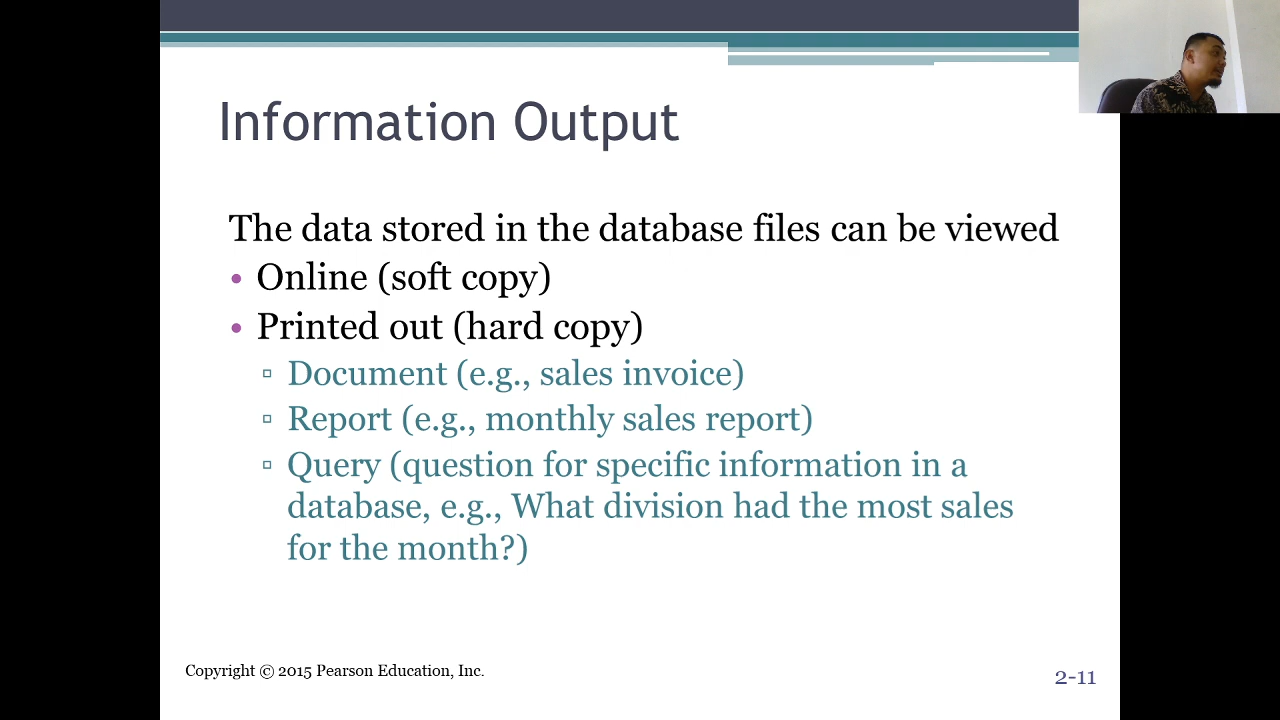 Information Output
The data stored in the database files can be viewed
• Online (soft copy)
• Printed out (hard copy)
▫ Document (e.g., sales invoice)
▫ Report (e.g., monthly sales report)
▫ Query (question for specific information in a
database, e.g., What division had the most sales
for the month?)
Copyright © 2015 Pearson Education, Inc.
2-11